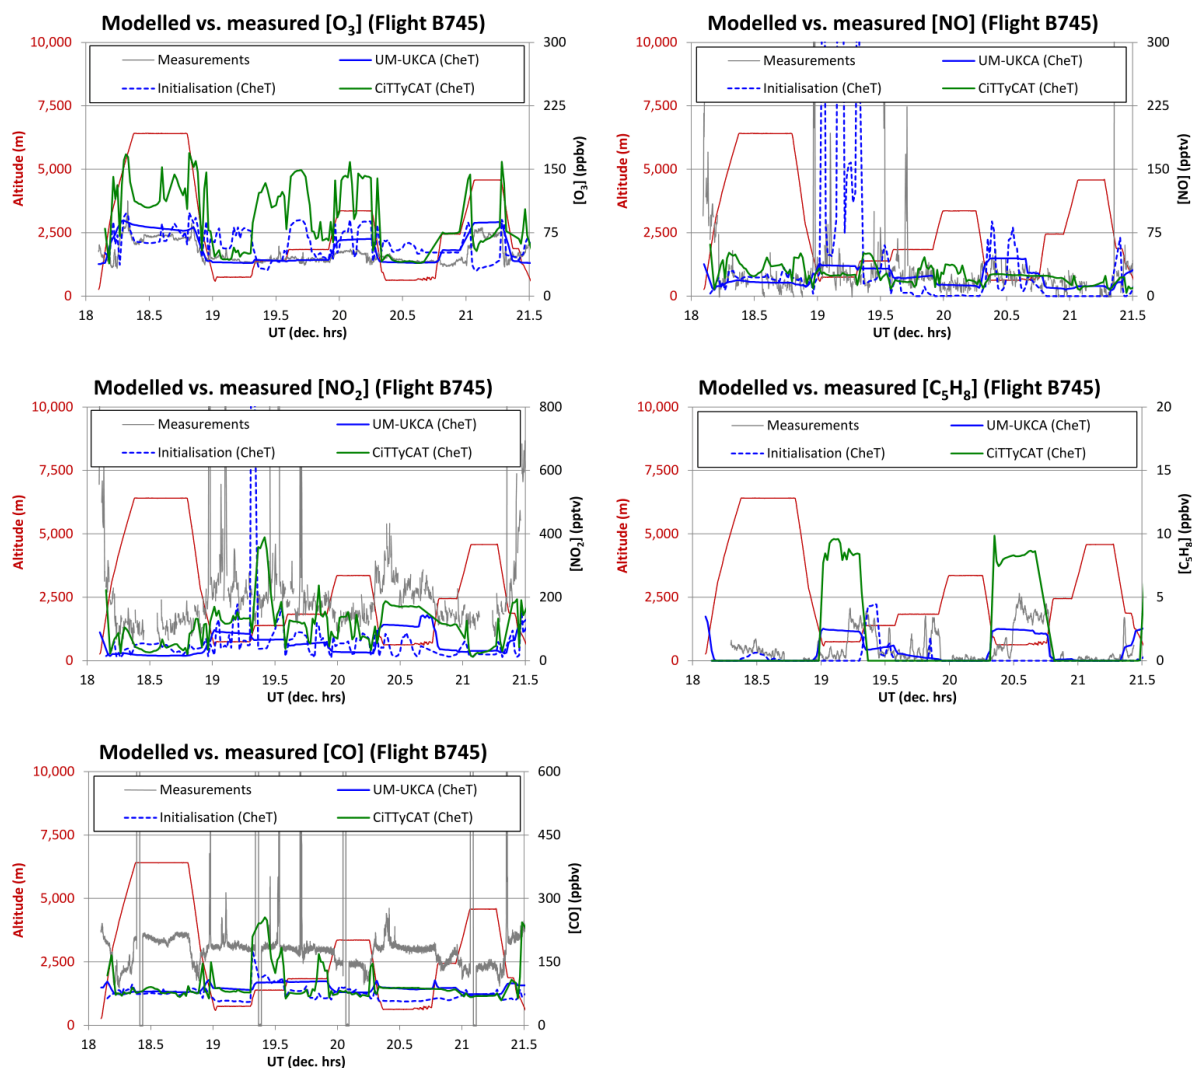 Modelled vs. measured [O₃] (Flight B745)
10,000
7,500
5,000
2,500
0
Altitude (m)
300
225
150
75
0
[O₃] (ppbv)
Measurements
UM-UKCA (CheT)
Initialisation (CheT)
CiTTyCAT (CheT)
18 18.5 19 19.5 20 20.5 21 21.5
UT (dec. hrs)
Modelled vs. measured [NO] (Flight B745)
10,000
7,500
5,000
2,500
0
Altitude (m)
300
225
150
75
0
[NO] (pptv)
Measurements
UM-UKCA (CheT)
Initialisation (CheT)
CiTTyCAT (CheT)
18 18.5 19 19.5 20 20.5 21 21.5
UT (dec. hrs)
Modelled vs. measured [NO₂] (Flight B745)
10,000
7,500
5,000
2,500
0
Altitude (m)
800
600
400
200
0
[NO₂] (pptv)
Measurements
UM-UKCA (CheT)
Initialisation (CheT)
CiTTyCAT (CheT)
18 18.5 19 19.5 20 20.5 21 21.5
UT (dec. hrs)
Modelled vs. measured [C₅H₈] (Flight B745)
10,000
7,500
5,000
2,500
0
Altitude (m)
20
15
10
5
0
[C₅H₈] (ppbv)
Measurements
UM-UKCA (CheT)
Initialisation (CheT)
CiTTyCAT (CheT)
18 18.5 19 19.5 20 20.5 21 21.5
UT (dec. hrs)
Modelled vs. measured [CO] (Flight B745)
10,000
7,500
5,000
2,500
0
Altitude (m)
600
450
300
150
0
[CO] (ppbv)
Measurements
UM-UKCA (CheT)
Initialisation (CheT)
CiTTyCAT (CheT)
18 18.5 19 19.5 20 20.5 21 21.5
UT (dec. hrs)